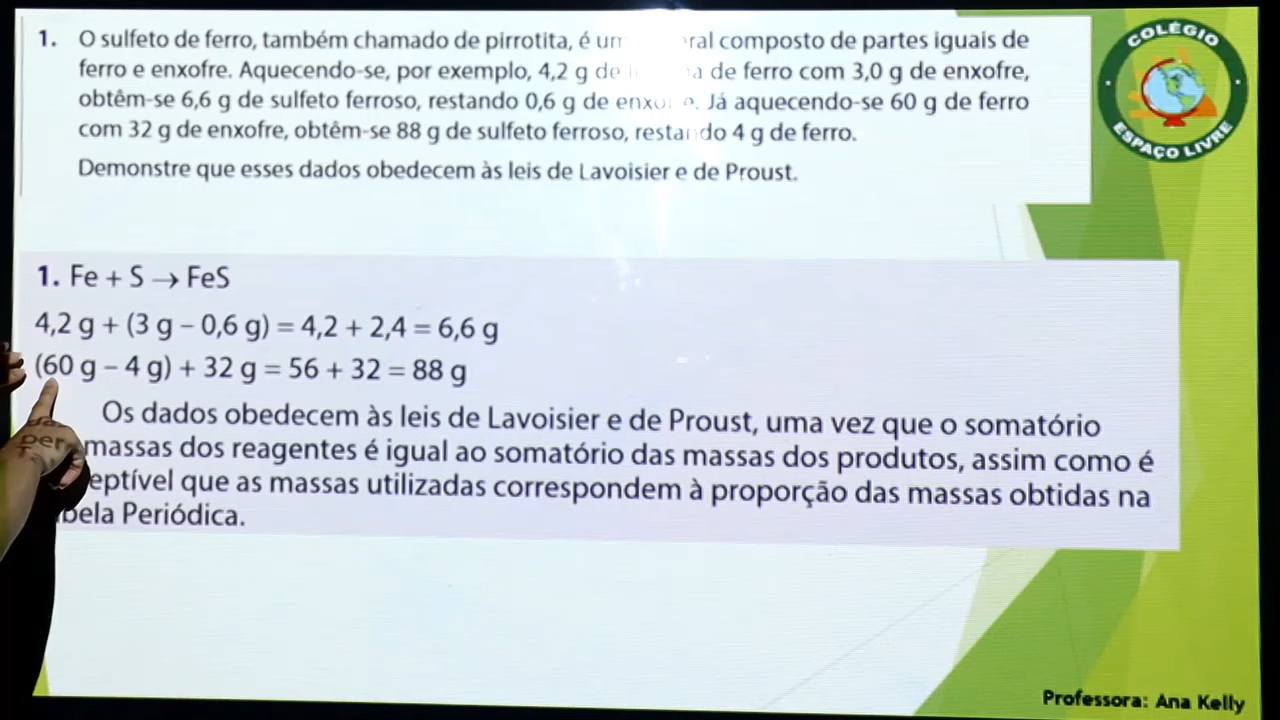 1. O sulfeto de ferro, também chamado de pirrotita, é um composto de partes iguais de
ferro e enxofre. Aquecendo-se, por exemplo, 4,2 g de de ferro com 3,0 g de enxofre,
obtêm-se 6,6 g de sulfeto ferroso, restando 0,6 g de enxofre. Já aquecendo-se 60 g de ferro
com 32 g de enxofre, obtêm-se 88 g de sulfeto ferroso, restando 4 g de ferro.
Demonstre que esses dados obedecem às leis de Lavoisier e de Proust.
COLÉGIO
ESPAÇO LIVRE
1. Fe + S → FeS
4,2 g + (3 g – 0,6 g) = 4,2 + 2,4 = 6,6 g
(60 g – 4 g) + 32 g = 56 + 32 = 88 g
Os dados obedecem às leis de Lavoisier e de Proust, uma vez que o somatório
massas dos reagentes é igual ao somatório das massas dos produtos, assim como é
eptível que as massas utilizadas correspondem à proporção das massas obtidas na
bela Periódica.
Professora: Ana Kelly